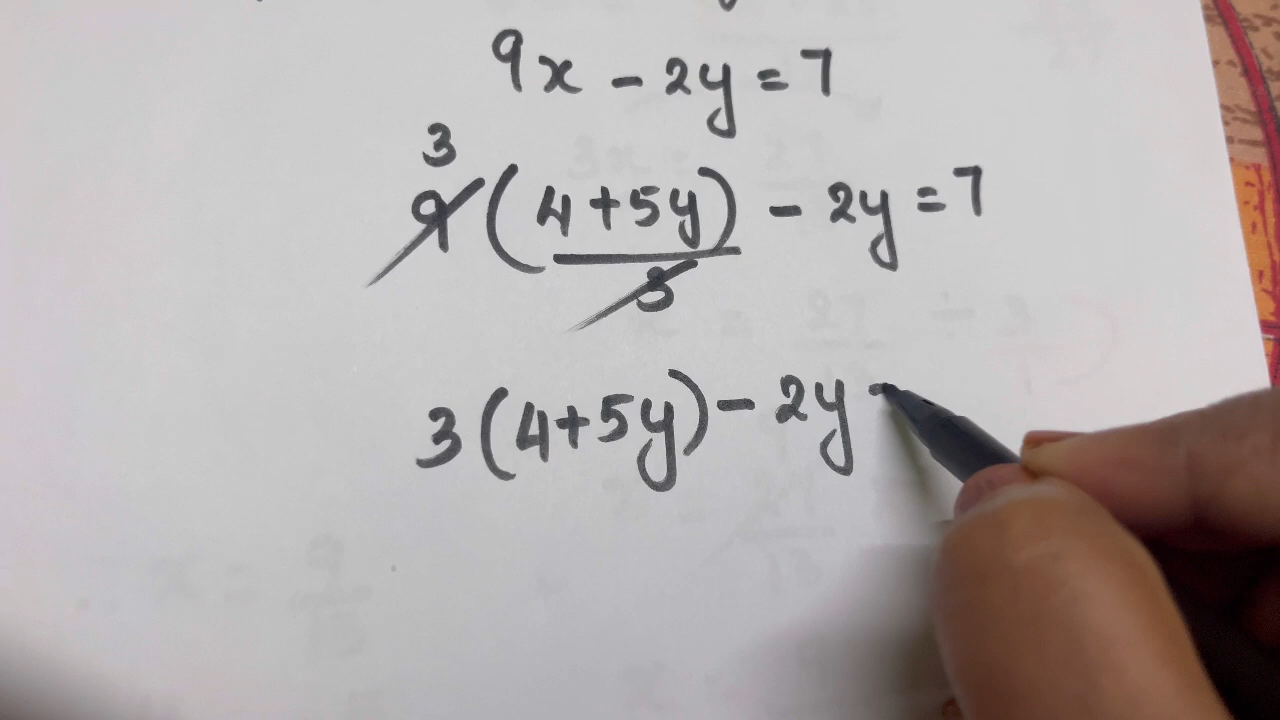 9x - 2y = 7
3
9 (4+5y) - 2y = 7
3
3 (4+5y) - 2y -